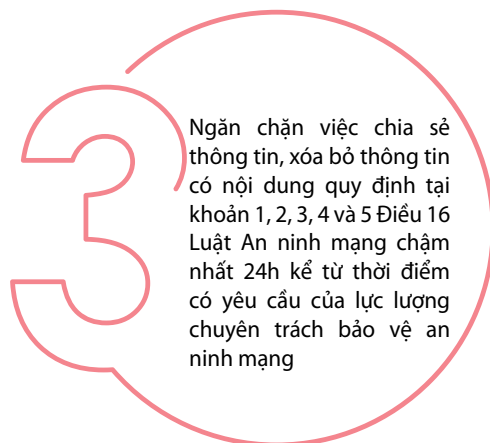 3
Ngăn chặn việc chia sẻ
thông tin, xóa bỏ thông tin
có nội dung quy định tại
khoản 1, 2, 3, 4 và 5 Điều 16
Luật An ninh mạng chậm
nhất 24h kể từ thời điểm
có yêu cầu của lực lượng
chuyên trách bảo vệ an
ninh mạng